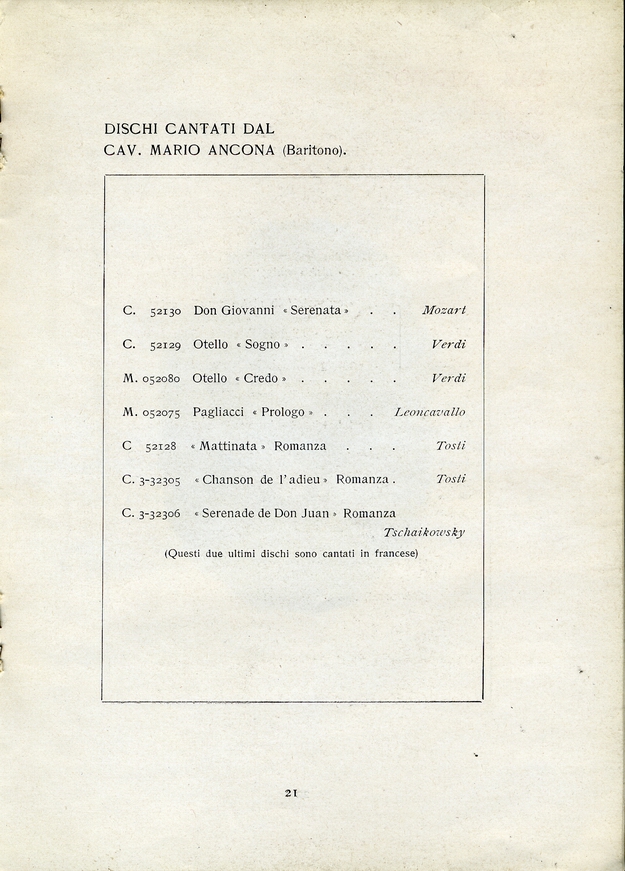 DISCHI CANTATI DAL
CAV. MARIO ANCONA (Baritono).
C. 52130 Don Giovanni « Serenata » . . Mozart
C. 52129 Otello « Sogno » . . . . . Verdi
M. 052080 Otello « Credo » . . . . . Verdi
M. 052075 Pagliacci « Prologo » . . . Leoncavallo
C 52128 « Mattinata » Romanza . . . Tosti
C. 3-32305 « Chanson de l'adieu » Romanza . Tosti
C. 3-32306 « Serenade de Don Juan » Romanza
Tschaikowsky
(Questi due ultimi dischi sono cantati in francese)
21